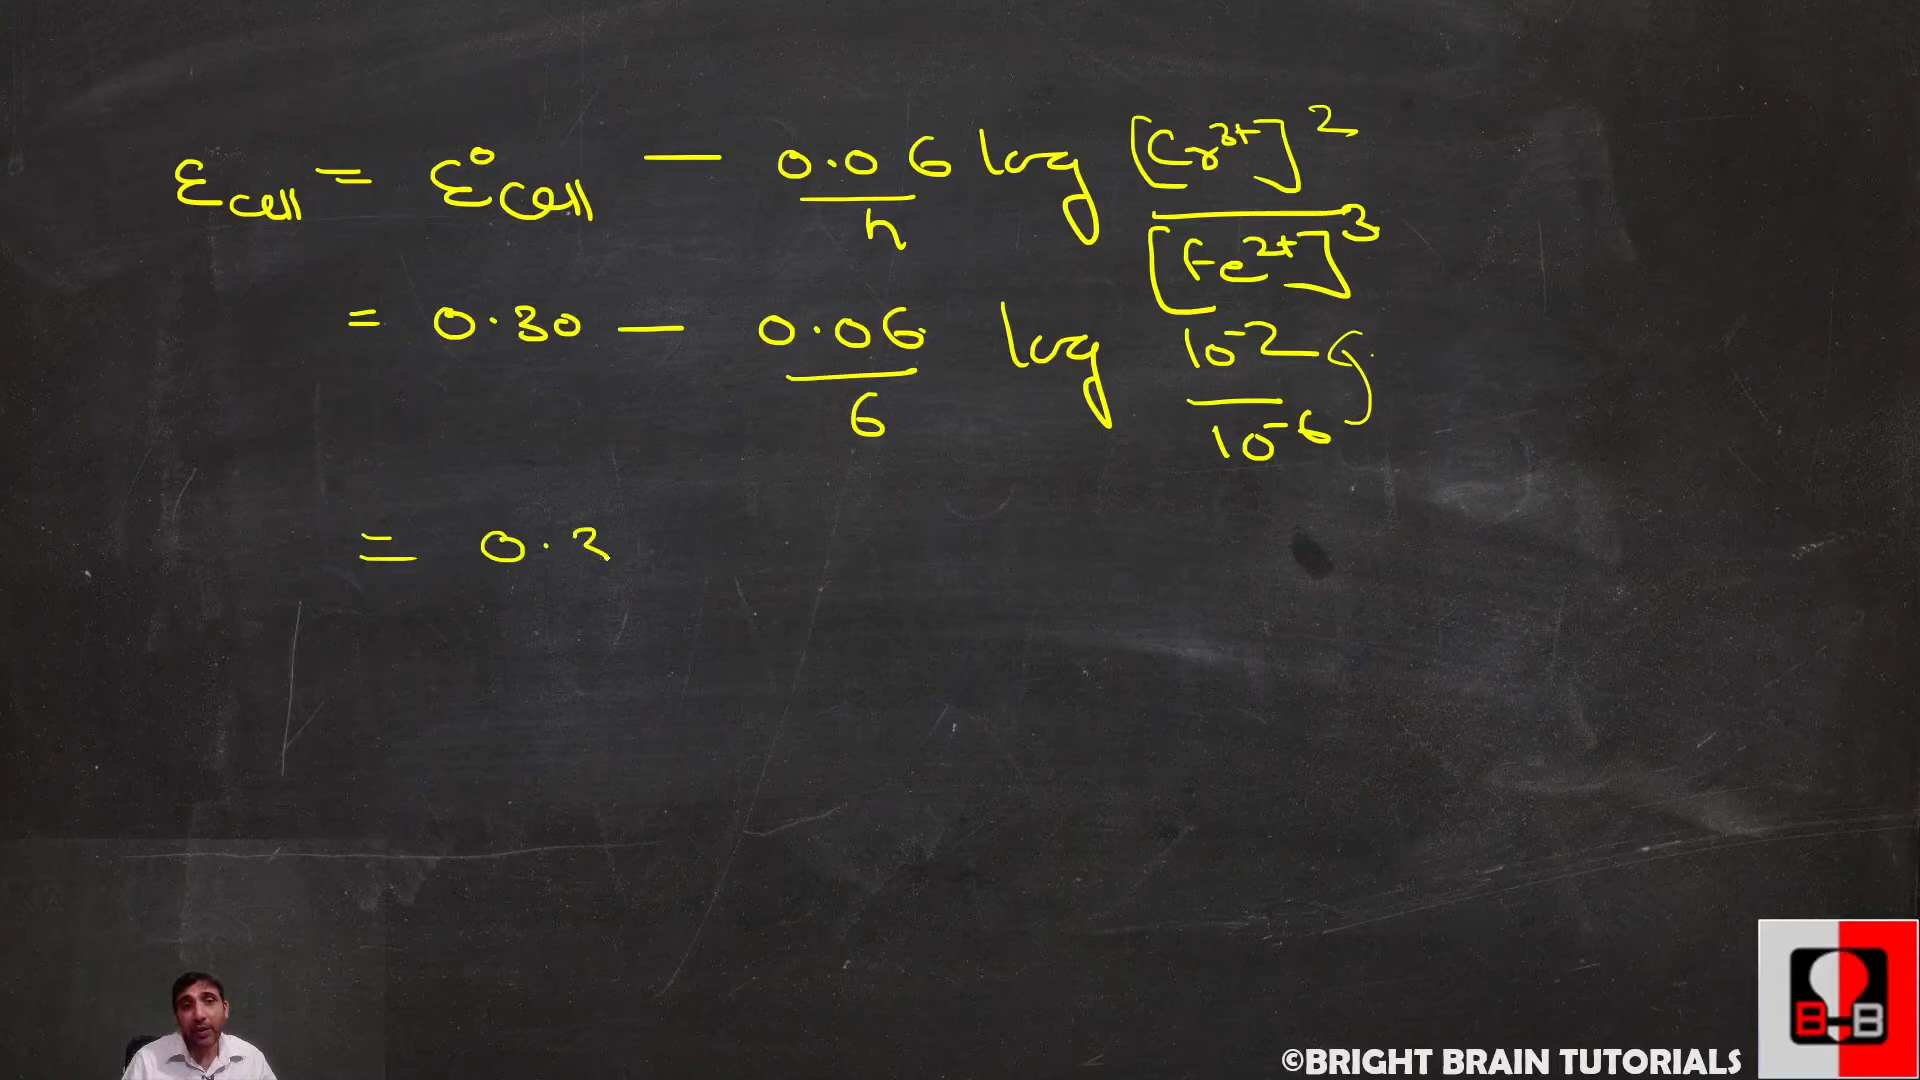 Ecell = E°cell — 0.06/n log [Cr3+]2/[Fe2+]3
= 0.30 — 0.06/6 log 10-2/10-6
= 0.2
B B
©BRIGHT BRAIN TUTORIALS